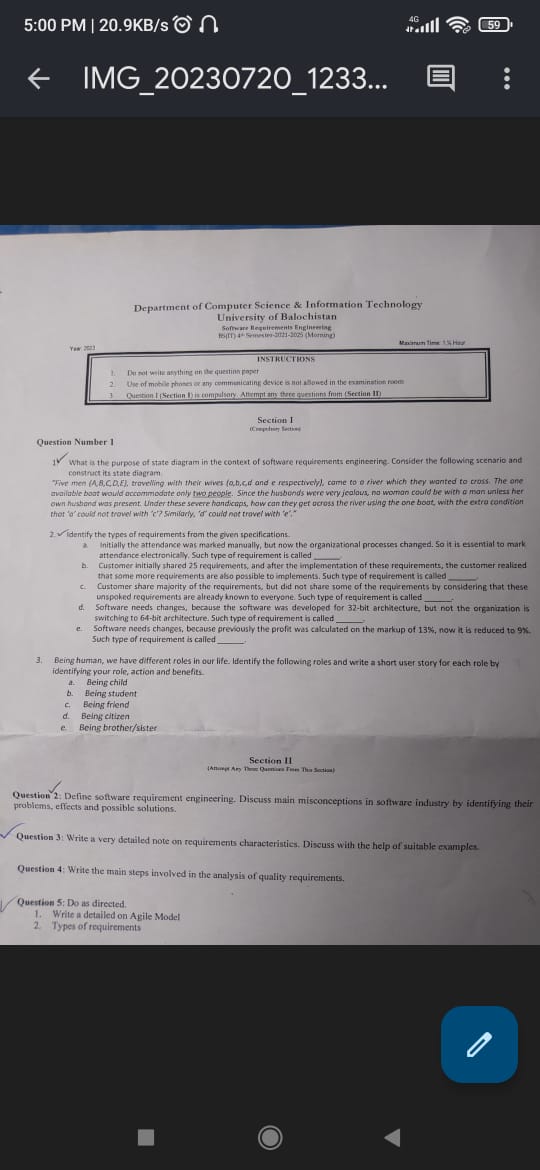 5:00 PM | 20.9KB/s
4G
59
IMG_20230720_1233...
Department of Computer Science & Information Technology
University of Balochistan
Software Requirements Engineering
BS(IT) 4th Semester-2021-2025 (Morning)
Year: 2023
Maximum Time: 1½ Hour
INSTRUCTIONS
1. Do not write anything on the question paper
2. Use of mobile phones or any communicating device is not allowed in the examination room
3. Question I (Section I) is compulsory. Attempt any three questions from (Section II)
Section I
(Compulsory Section)
Question Number 1
1. What is the purpose of state diagram in the context of software requirements engineering. Consider the following scenario and
construct its state diagram.
"Five men (A,B,C,D,E), travelling with their wives (a,b,c,d and e respectively), came to a river which they wanted to cross. The one
available boat would accommodate only two people. Since the husbands were very jealous, no woman could be with a man unless her
own husband was present. Under these severe handicaps, how can they get across the river using the one boat, with the extra condition
that 'a' could not travel with 'c'? Similarly, 'd' could not travel with 'e'."
2. Identify the types of requirements from the given specifications.
a. Initially the attendance was marked manually, but now the organizational processes changed. So it is essential to mark
attendance electronically. Such type of requirement is called ______.
b. Customer initially shared 25 requirements, and after the implementation of these requirements, the customer realized
that some more requirements are also possible to implements. Such type of requirement is called ______.
c. Customer share majority of the requirements, but did not share some of the requirements by considering that these
unspoked requirements are already known to everyone. Such type of requirement is called ______.
d. Software needs changes, because the software was developed for 32-bit architecture, but not the organization is
switching to 64-bit architecture. Such type of requirement is called ______.
e. Software needs changes, because previously the profit was calculated on the markup of 13%, now it is reduced to 9%.
Such type of requirement is called ______.
3. Being human, we have different roles in our life. Identify the following roles and write a short user story for each role by
identifying your role, action and benefits.
a. Being child
b. Being student
c. Being friend
d. Being citizen
e. Being brother/sister
Section II
(Attempt Any Three Questions From This Section)
Question 2: Define software requirement engineering. Discuss main misconceptions in software industry by identifying their
problems, effects and possible solutions.
Question 3: Write a very detailed note on requirements characteristics. Discuss with the help of suitable examples.
Question 4: Write the main steps involved in the analysis of quality requirements.
Question 5: Do as directed.
1. Write a detailed on Agile Model
2. Types of requirements